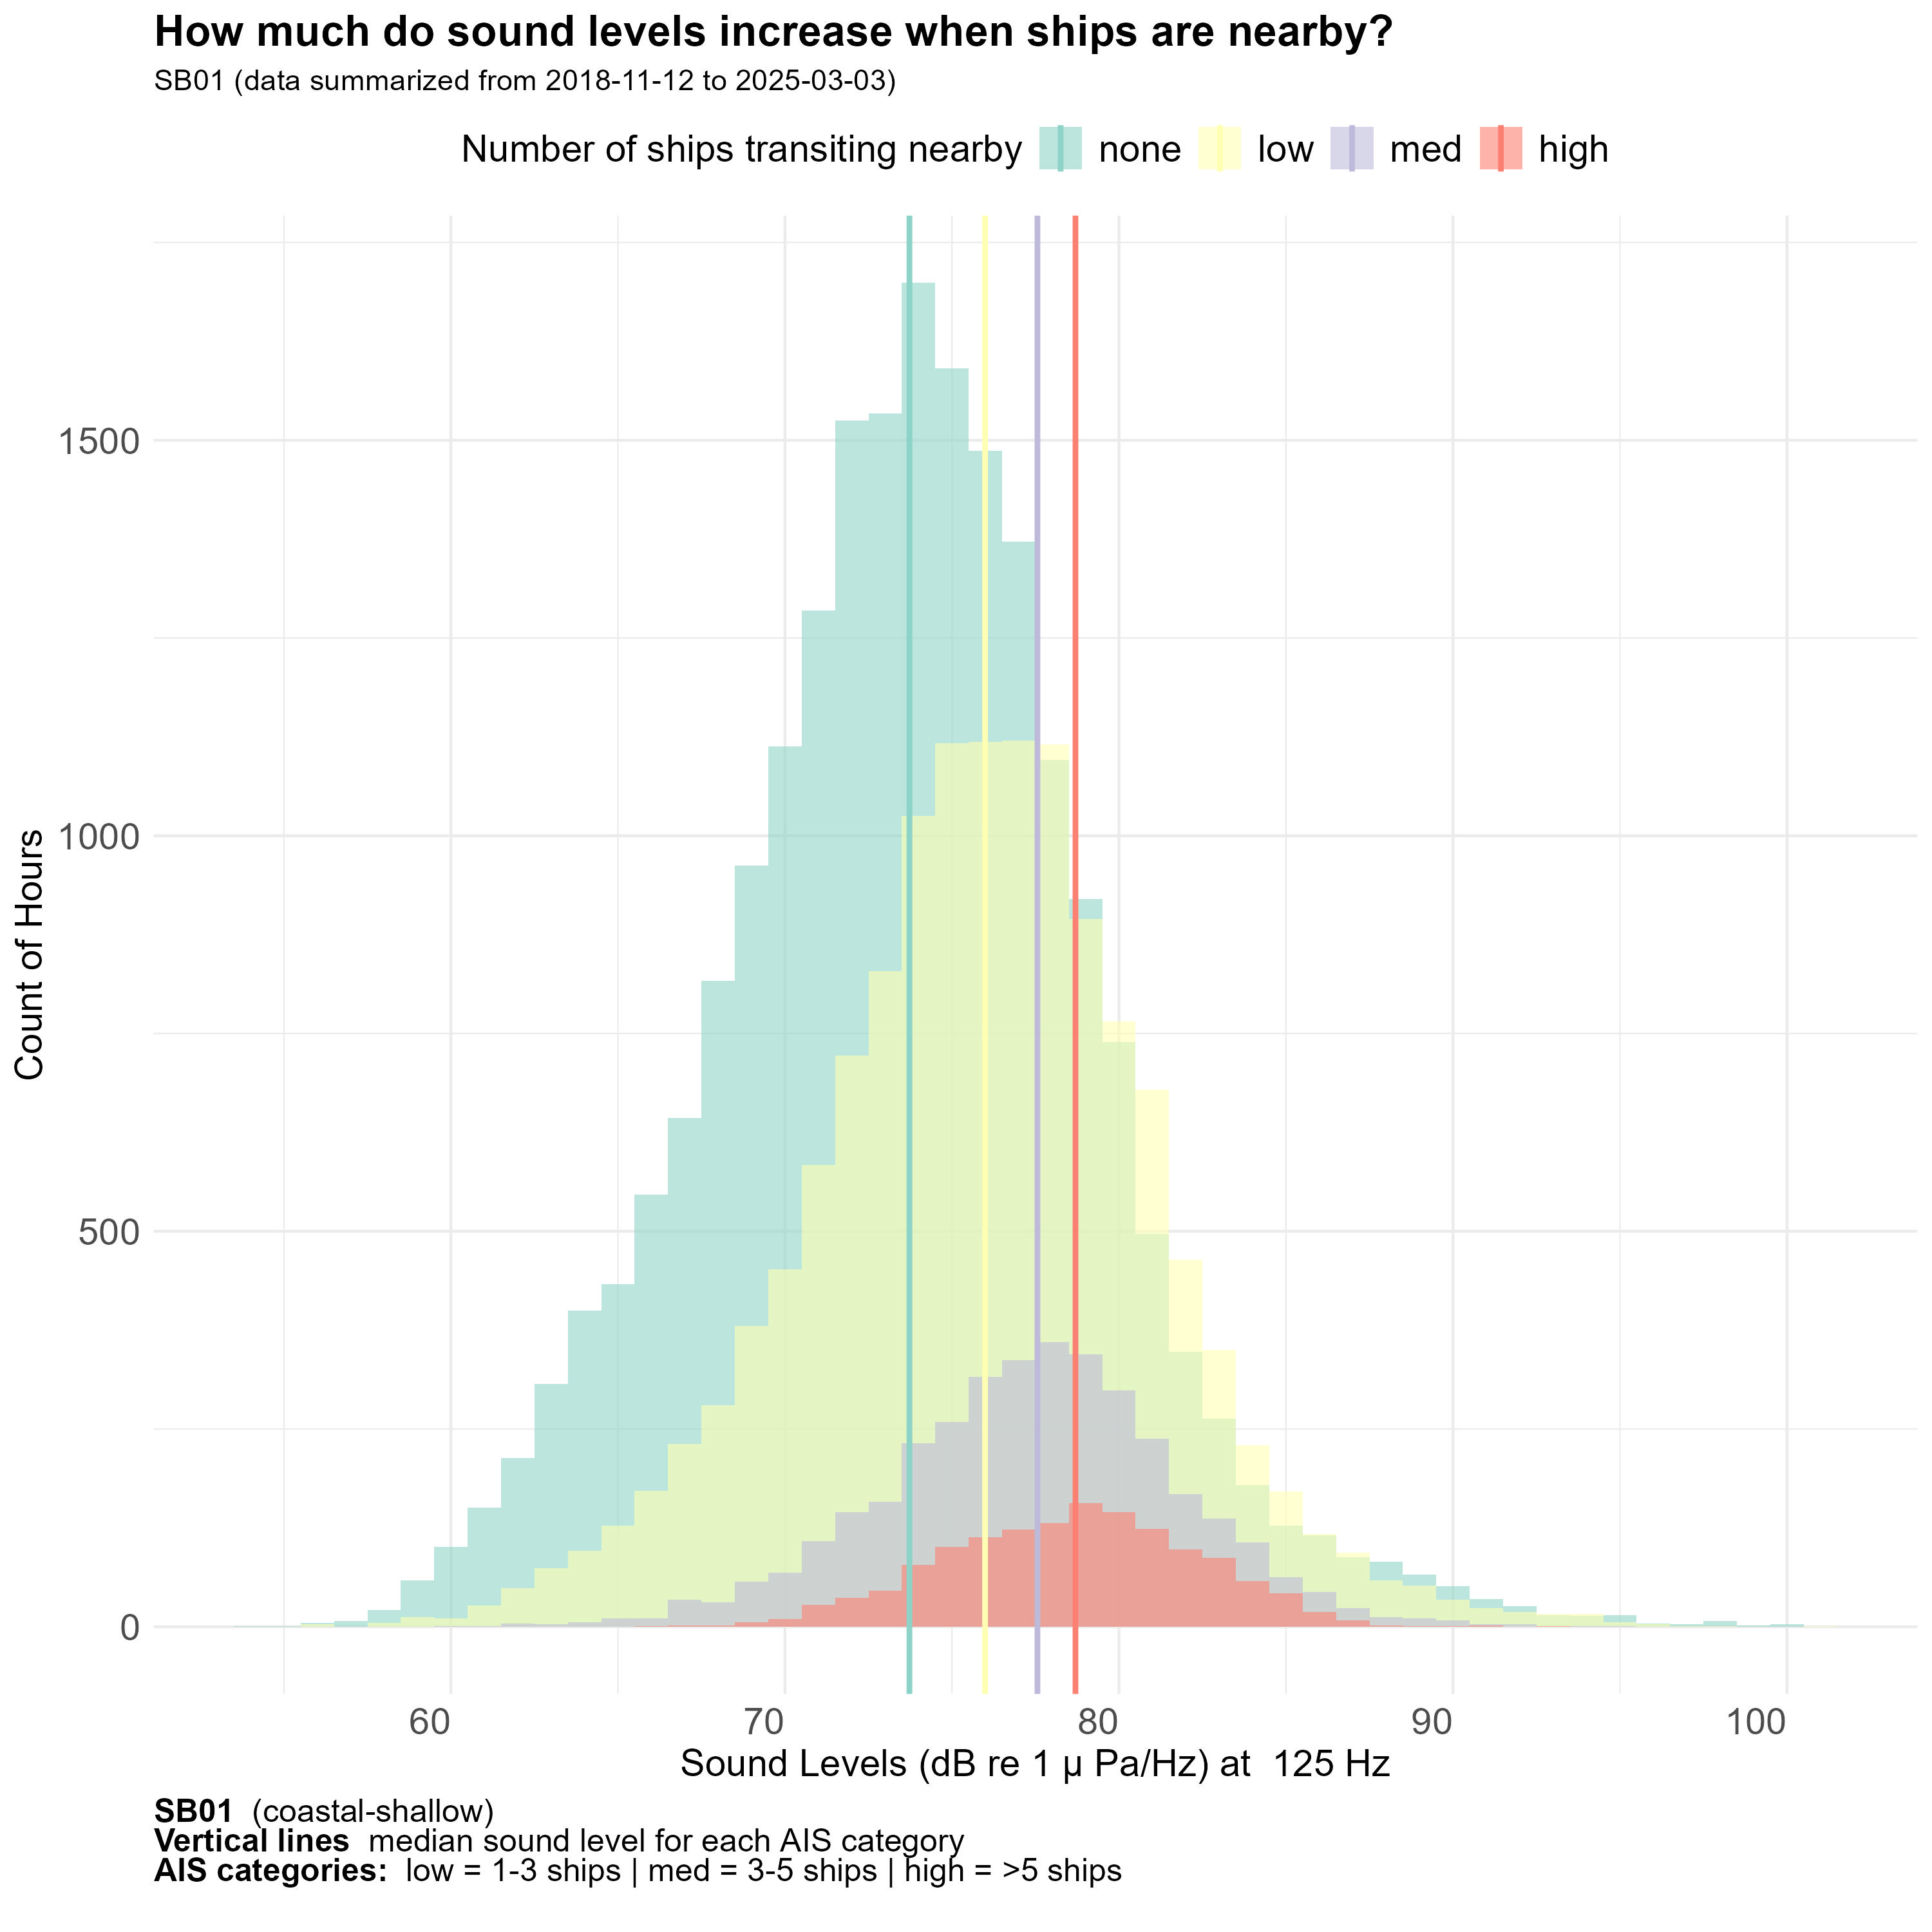 How much do sound levels increase when ships are nearby?
SB01 (data summarized from 2018-11-12 to 2025-03-03)
Number of ships transiting nearby none low med high
Count of Hours
1500
1000
500
0
60 70 80 90 100
Sound Levels (dB re 1 μ Pa/Hz) at 125 Hz
SB01 (coastal-shallow)
Vertical lines median sound level for each AIS category
AIS categories: low = 1-3 ships | med = 3-5 ships | high = >5 ships